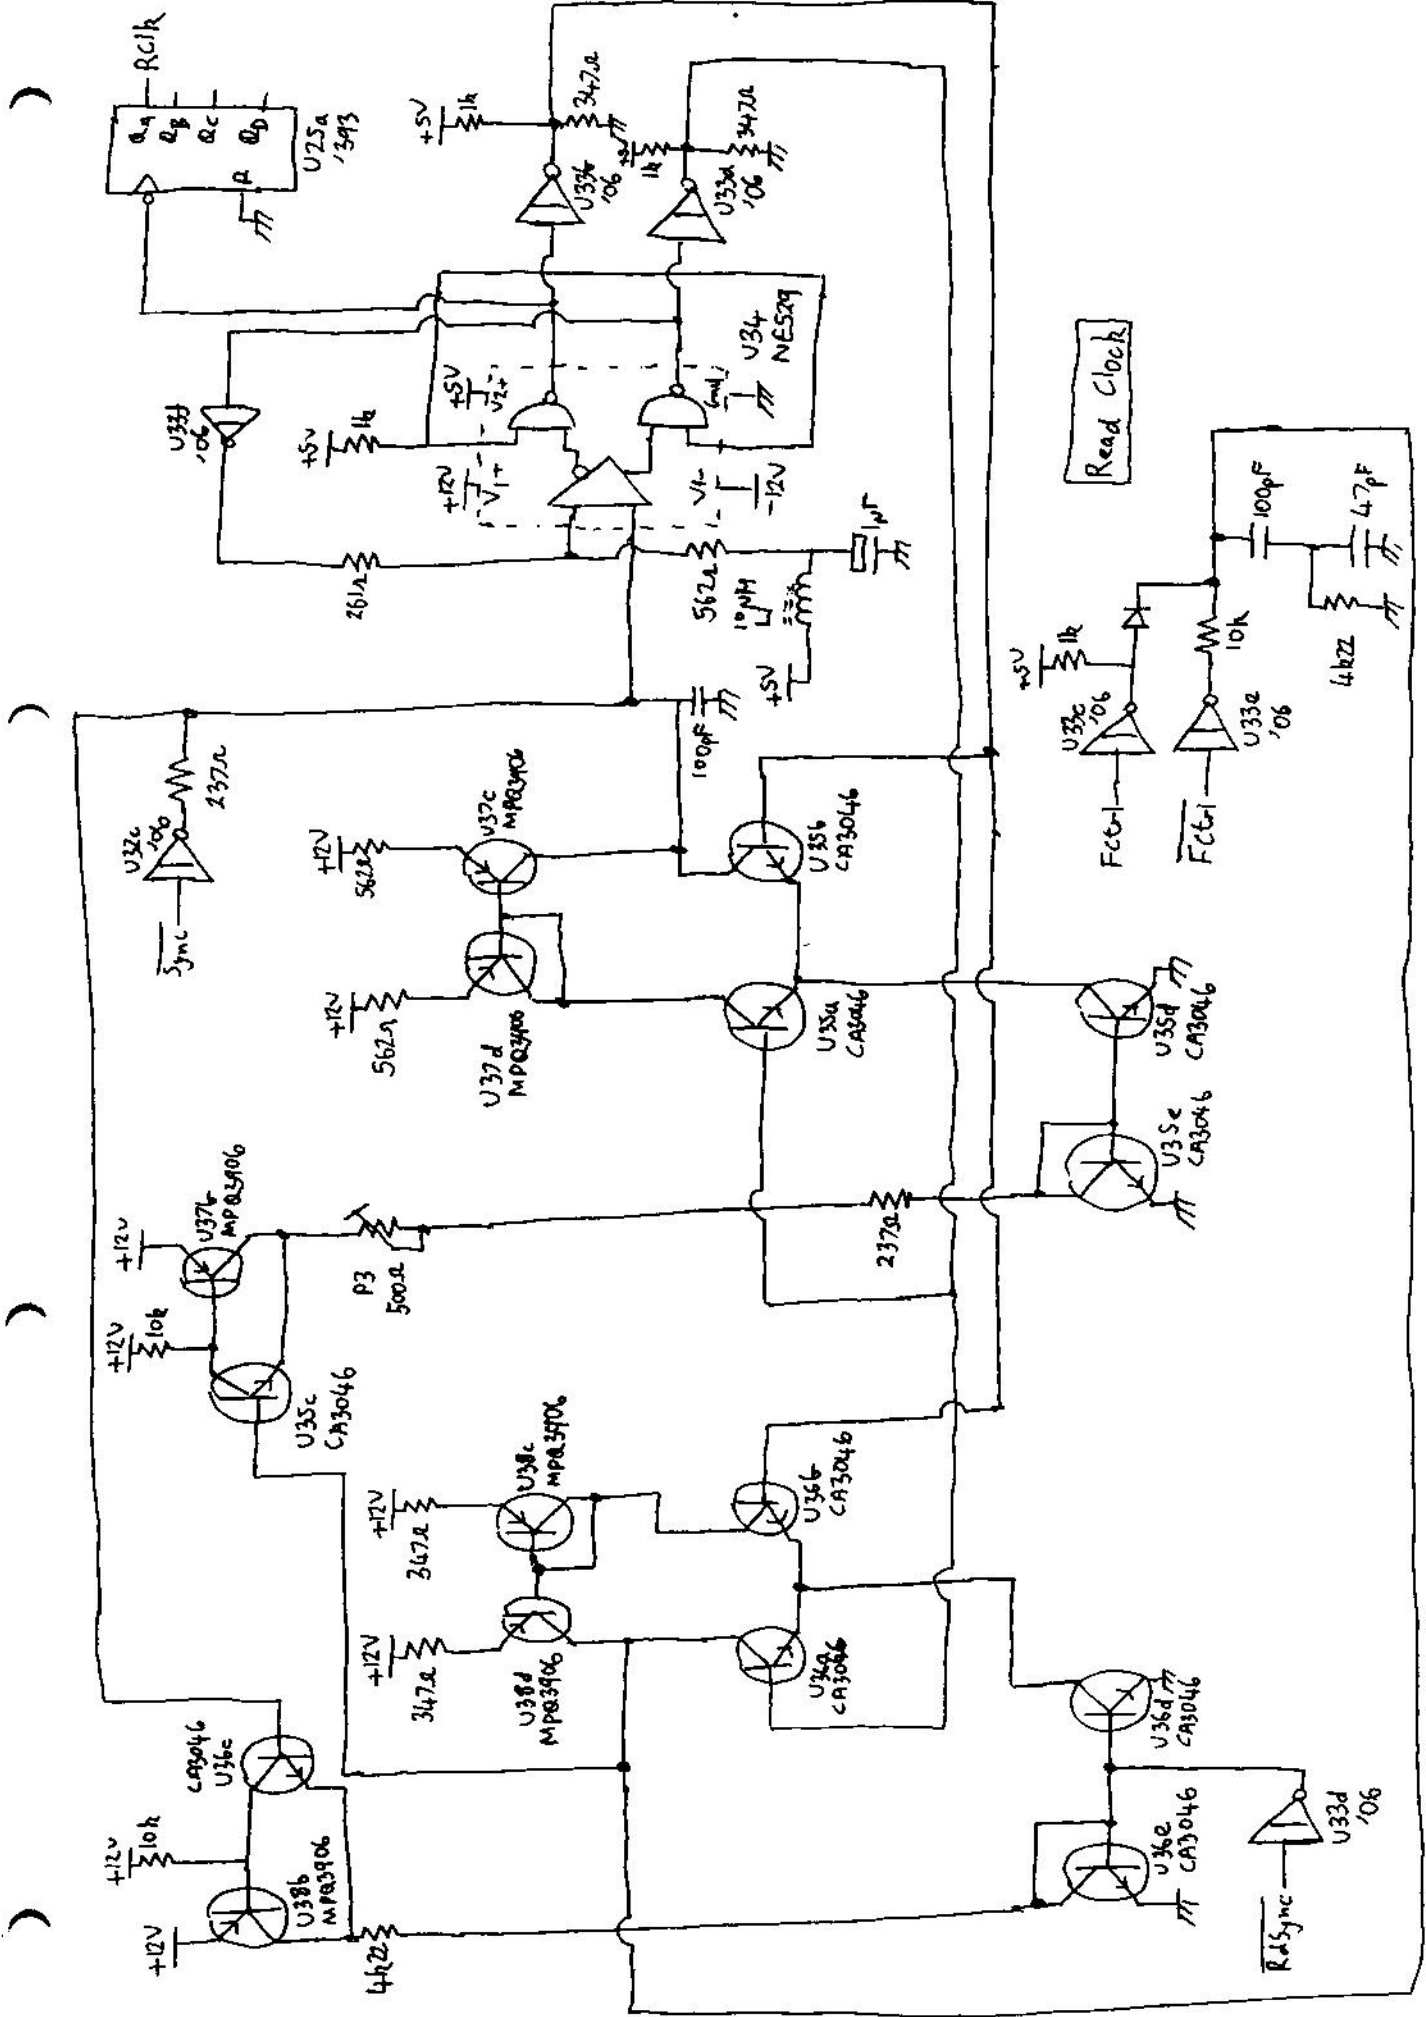 +12V
+12V
10k
U38b
MPQ3906
CA3046
U36c
4k22
+12V
347Ω
U38d
MPQ3906
+12V
347Ω
U38c
MPQ3906
U36a
CA3046
U36b
CA3046
U36e
CA3046
U36d
CA3046
RdSync
U33d
'06
+12V
10k
+12V
U37b
MPQ3906
U35c
CA3046
P3
500Ω
237Ω
Sync
U32c
'06
237Ω
+12V
562Ω
U37d
MPQ3906
+12V
562Ω
U37c
MPQ3906
100pF
U35a
CA3046
U35b
CA3046
U35e
CA3046
U35d
CA3046
U33f
'06
261Ω
+5V
1k
+12V
V1+
+5V
V2+
V1-
-12V
Gnd
U34
NE529
562Ω
10µH
+5V
1µF
QA
QB
QC
QD
R
RClk
U25a
'393
+5V
1k
347Ω
U33b
'06
1k
347Ω
U33a
'06
Fctrl
U33c
'06
+5V
1k
Fctrl
U33e
'06
10k
100pF
47pF
4k22
Read Clock